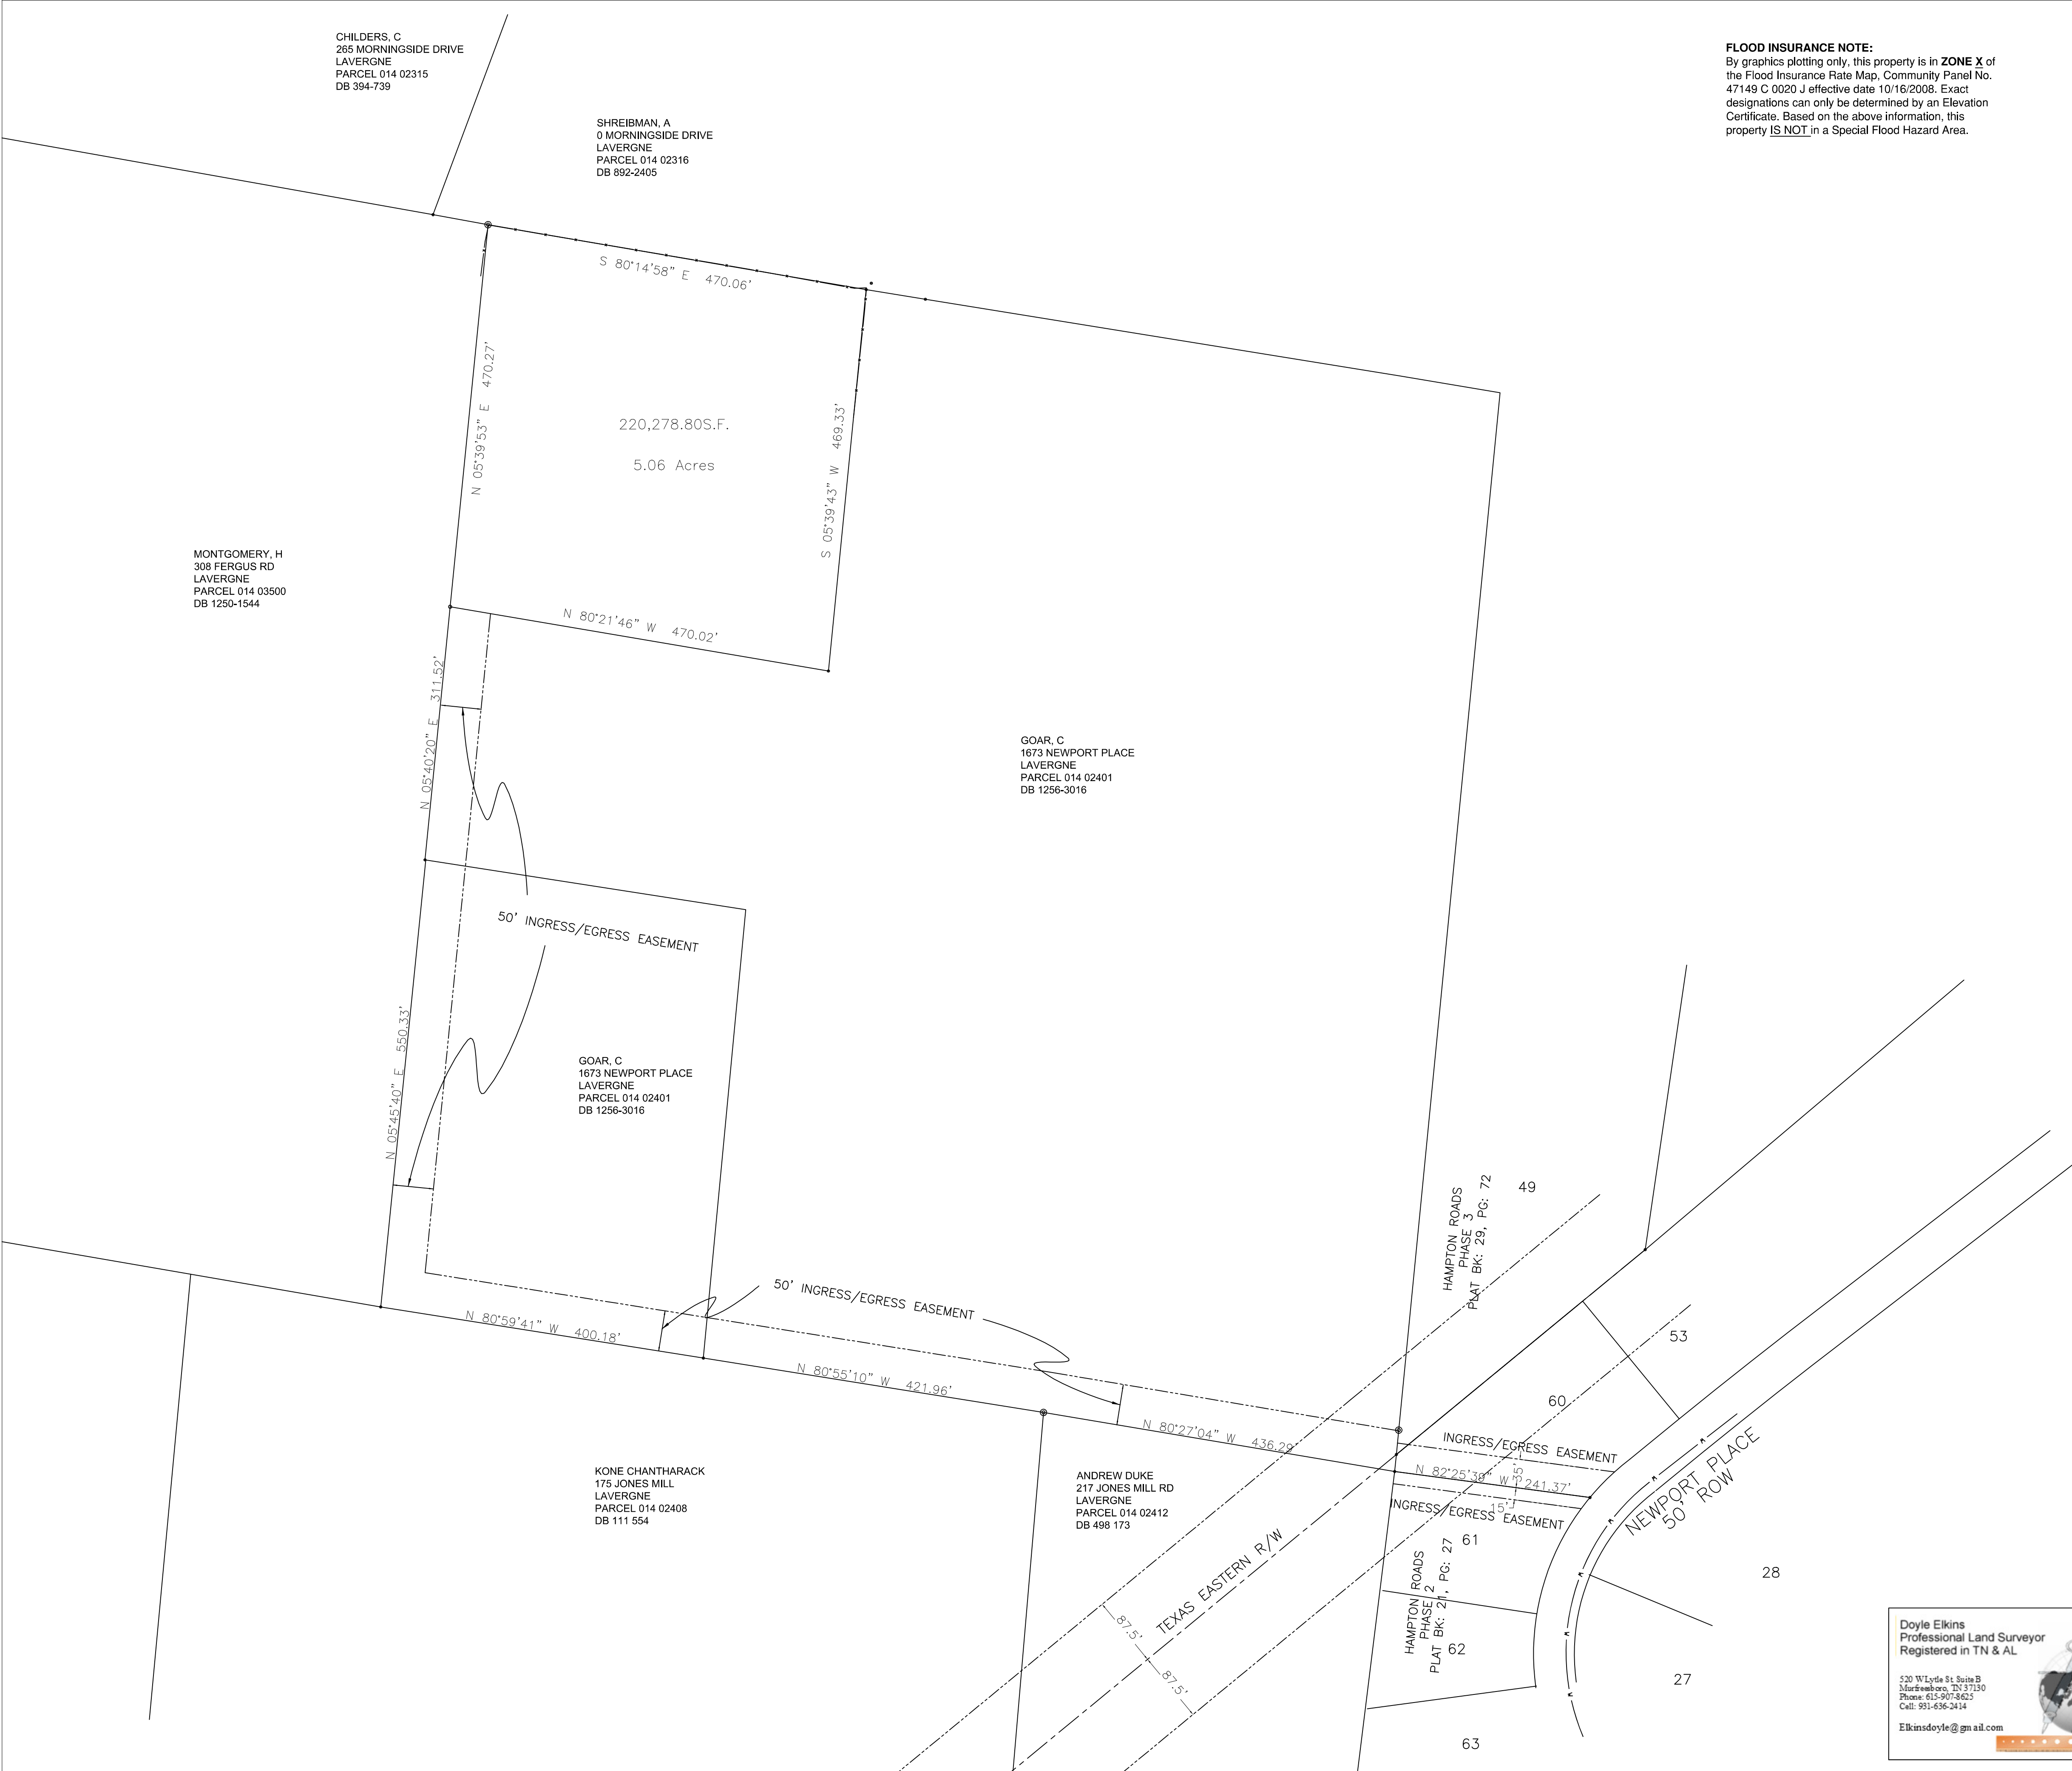 CHILDERS, C
265 MORNINGSIDE DRIVE
LAVERGNE
PARCEL 014 02315
DB 394-739
FLOOD INSURANCE NOTE:
By graphics plotting only, this property is in ZONE X of
the Flood Insurance Rate Map, Community Panel No.
47149 C 0020 J effective date 10/16/2008. Exact
designations can only be determined by an Elevation
Certificate. Based on the above information, this
property IS NOT in a Special Flood Hazard Area.
SHREIBMAN, A
0 MORNINGSIDE DRIVE
LAVERGNE
PARCEL 014 02316
DB 892-2405
S 80°14'58" E 470.06'
N 05°39'53" E 470.27'
220,278.80S.F.
5.06 Acres
S 05°39'43" W 469.33'
MONTGOMERY, H
308 FERGUS RD
LAVERGNE
PARCEL 014 03500
DB 1250-1544
N 80°21'46" W 470.02'
N 05°40'20" E 311.52'
GOAR, C
1673 NEWPORT PLACE
LAVERGNE
PARCEL 014 02401
DB 1256-3016
50' INGRESS/EGRESS EASEMENT
N 05°45'40" E 550.33'
GOAR, C
1673 NEWPORT PLACE
LAVERGNE
PARCEL 014 02401
DB 1256-3016
HAMPTON ROADS
PHASE 3
PLAT BK: 29, PG: 72
49
50' INGRESS/EGRESS EASEMENT
N 80°59'41" W 400.18'
N 80°55'10" W 421.96'
N 80°27'04" W 436.29'
53
60
INGRESS/EGRESS EASEMENT
N 82°25'39" W 241.37'
35'
15'
INGRESS/EGRESS EASEMENT
NEWPORT PLACE
50' ROW
KONE CHANTHARACK
175 JONES MILL
LAVERGNE
PARCEL 014 02408
DB 111 554
ANDREW DUKE
217 JONES MILL RD
LAVERGNE
PARCEL 014 02412
DB 498 173
TEXAS EASTERN R/W
87.5'
87.5'
61
HAMPTON ROADS
PHASE 2
PLAT BK: 21, PG: 27
62
28
27
63
Doyle Elkins
Professional Land Surveyor
Registered in TN & AL
520 W Lytle St. Suite B
Murfreesboro, TN 37130
Phone: 615-907-8625
Cell: 931-636-2414
Elkinsdoyle@gmail.com